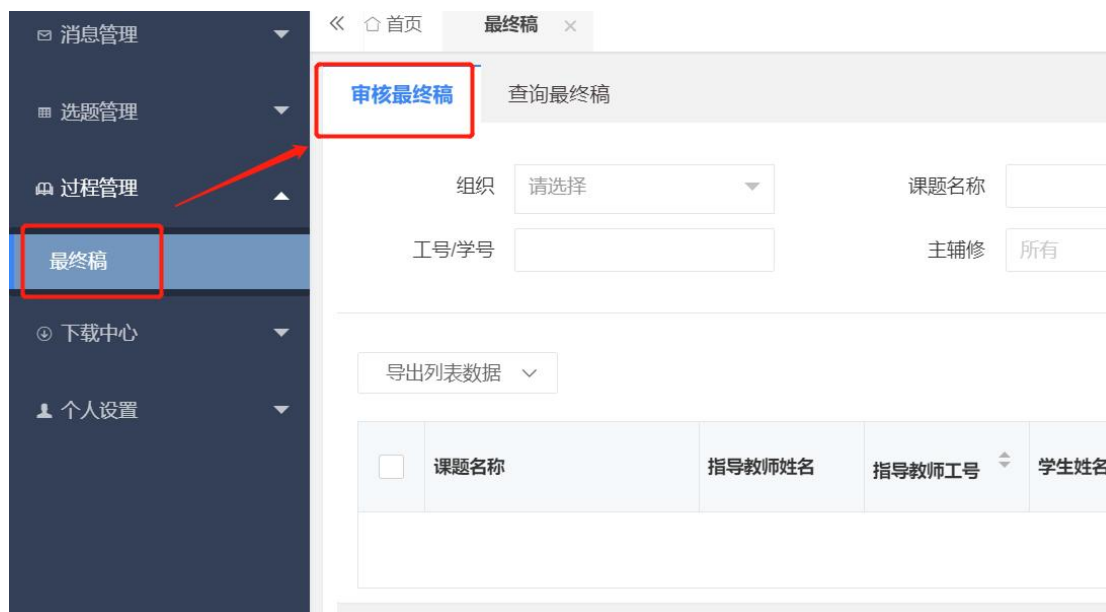 消息管理
选题管理
过程管理
最终稿
下载中心
个人设置
首页 最终稿
审核最终稿 查询最终稿
组织 请选择 课题名称
工号/学号 主辅修 所有
导出列表数据
课题名称 指导教师姓名 指导教师工号 学生姓名